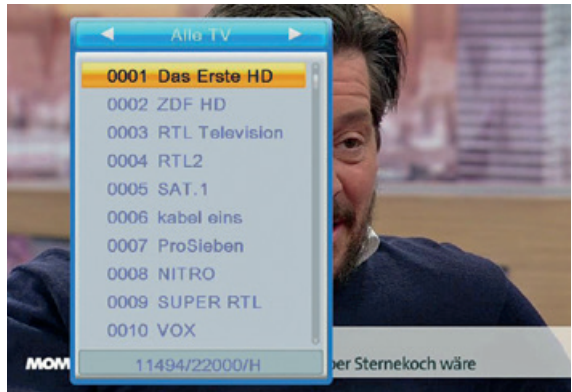 Alle TV
0001 Das Erste HD
0002 ZDF HD
0003 RTL Television
0004 RTL2
0005 SAT.1
0006 kabel eins
0007 ProSieben
0008 NITRO
0009 SUPER RTL
0010 VOX
11494/22000/H
MOM
er Sternekoch wäre